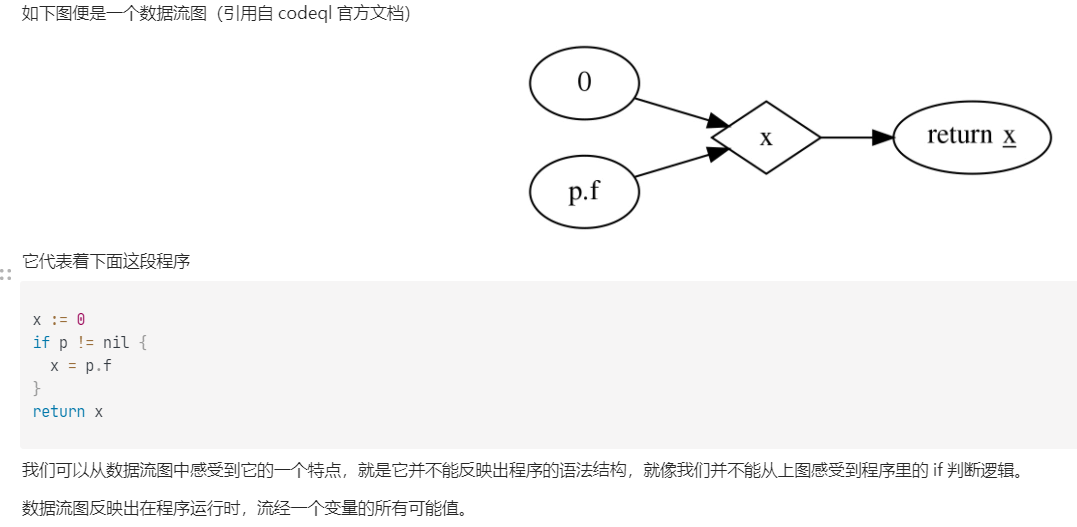 如下图便是一个数据流图（引用自 codeql 官方文档）
0
x
return x
p.f
它代表着下面这段程序
x := 0
if p != nil {
  x = p.f
}
return x
我们可以从数据流图中感受到它的一个特点，就是它并不能反映出程序的语法结构，就像我们并不能从上图感受到程序里的 if 判断逻辑。
数据流图反映出在程序运行时，流经一个变量的所有可能值。